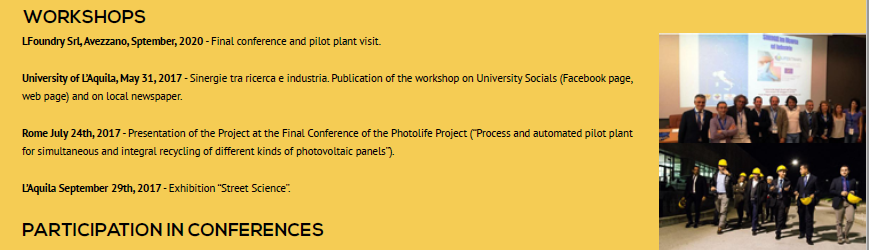 WORKSHOPS
LFoundry Srl, Avezzano, Sptember, 2020 - Final conference and pilot plant visit.
University of L'Aquila, May 31, 2017 - Sinergie tra ricerca e industria. Publication of the workshop on University Socials (Facebook page,
web page) and on local newspaper.
Rome July 24th, 2017 - Presentation of the Project at the Final Conference of the Photolife Project ("Process and automated pilot plant
for simultaneous and integral recycling of different kinds of photovoltaic panels").
L'Aquila September 29th, 2017 - Exhibition "Street Science".
PARTICIPATION IN CONFERENCES